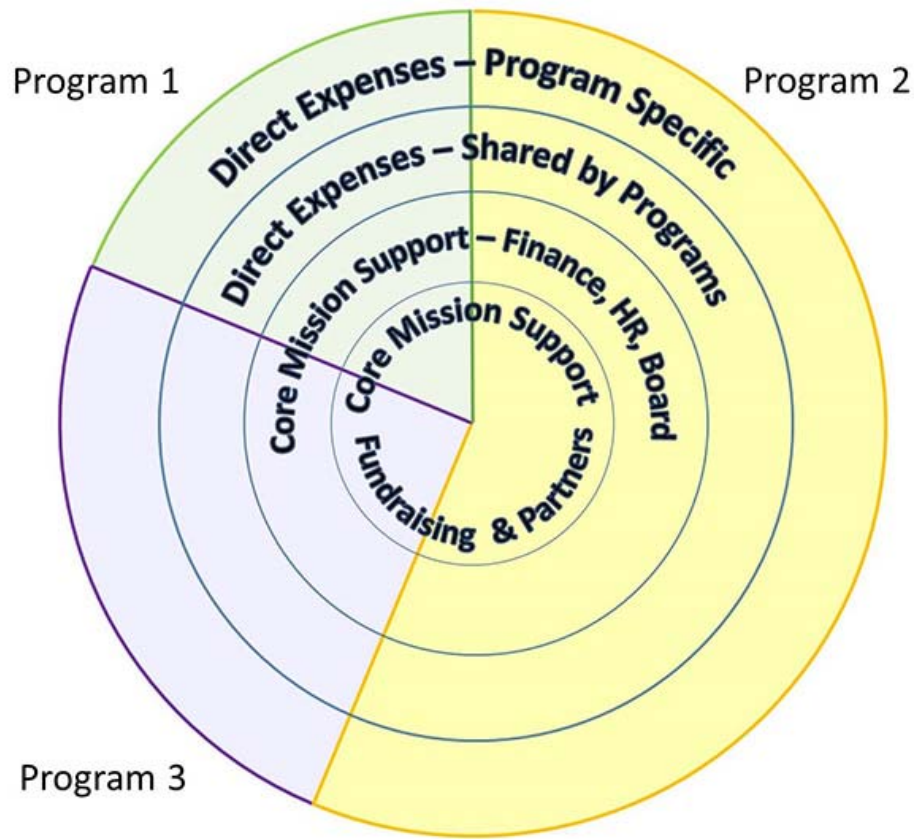 Program 1
Program 2
Direct Expenses – Program Specific
Direct Expenses – Shared by Programs
Core Mission Support – Finance, HR, Board
Core Mission Support
Fundraising & Partners
Program 3